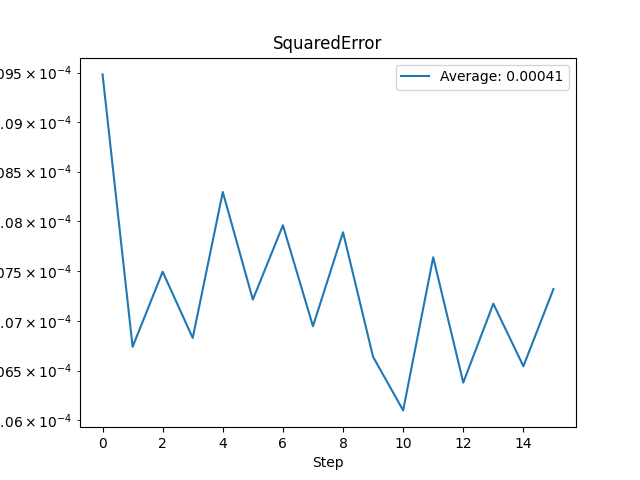 SquaredError
Average: 0.00041
095 × 10⁻⁴
.09 × 10⁻⁴
085 × 10⁻⁴
.08 × 10⁻⁴
075 × 10⁻⁴
.07 × 10⁻⁴
065 × 10⁻⁴
.06 × 10⁻⁴
0 2 4 6 8 10 12 14
Step